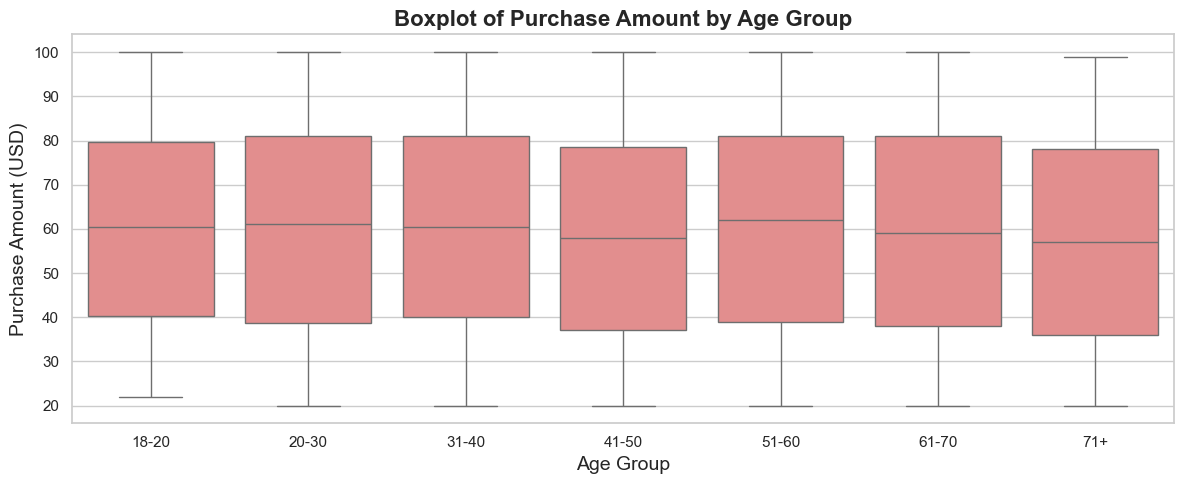 Boxplot of Purchase Amount by Age Group
Purchase Amount (USD)
100
90
80
70
60
50
40
30
20
18-20 20-30 31-40 41-50 51-60 61-70 71+
Age Group